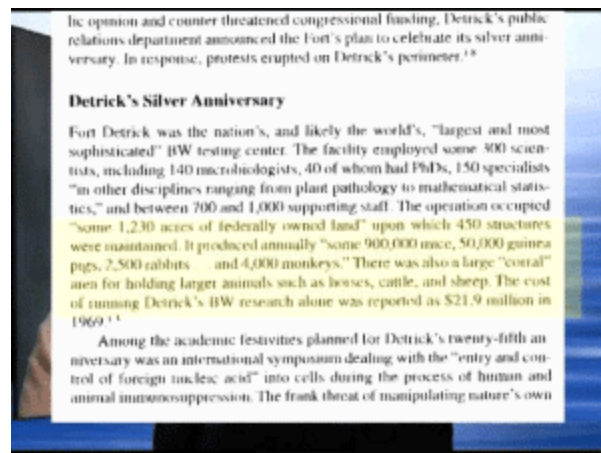 lic opinion and counter threatened congressional funding, Detrick's public
relations department announced the Fort's plan to celebrate its silver anni-
versary. In response, protests erupted on Detrick's perimeter.
Detrick's Silver Anniversary
Fort Detrick was the nation's, and likely the world's, "largest and most
sophisticated" BW testing center. The facility employed some 300 scien-
tists, including 140 microbiologists, 40 of whom had PhDs, 150 specialists
"in other disciplines ranging from plant pathology to mathematical statis-
tics," and between 700 and 1,000 supporting staff. The operation occupied
"some 1,230 acres of federally owned land" upon which 450 structures
were maintained. It produced annually "some 900,000 mice, 50,000 guinea
pigs, 2,500 rabbits . . . and 4,000 monkeys." There was also a large "corral"
area for holding larger animals such as horses, cattle, and sheep. The cost
of running Detrick's BW research alone was reported as $21.9 million in
1969.
Among the academic festivities planned for Detrick's twenty-fifth an
niversary was an international symposium dealing with the "entry and con-
trol of foreign nucleic acid" into cells during the process of human and
animal immunosuppression. The frank threat of manipulating nature's own